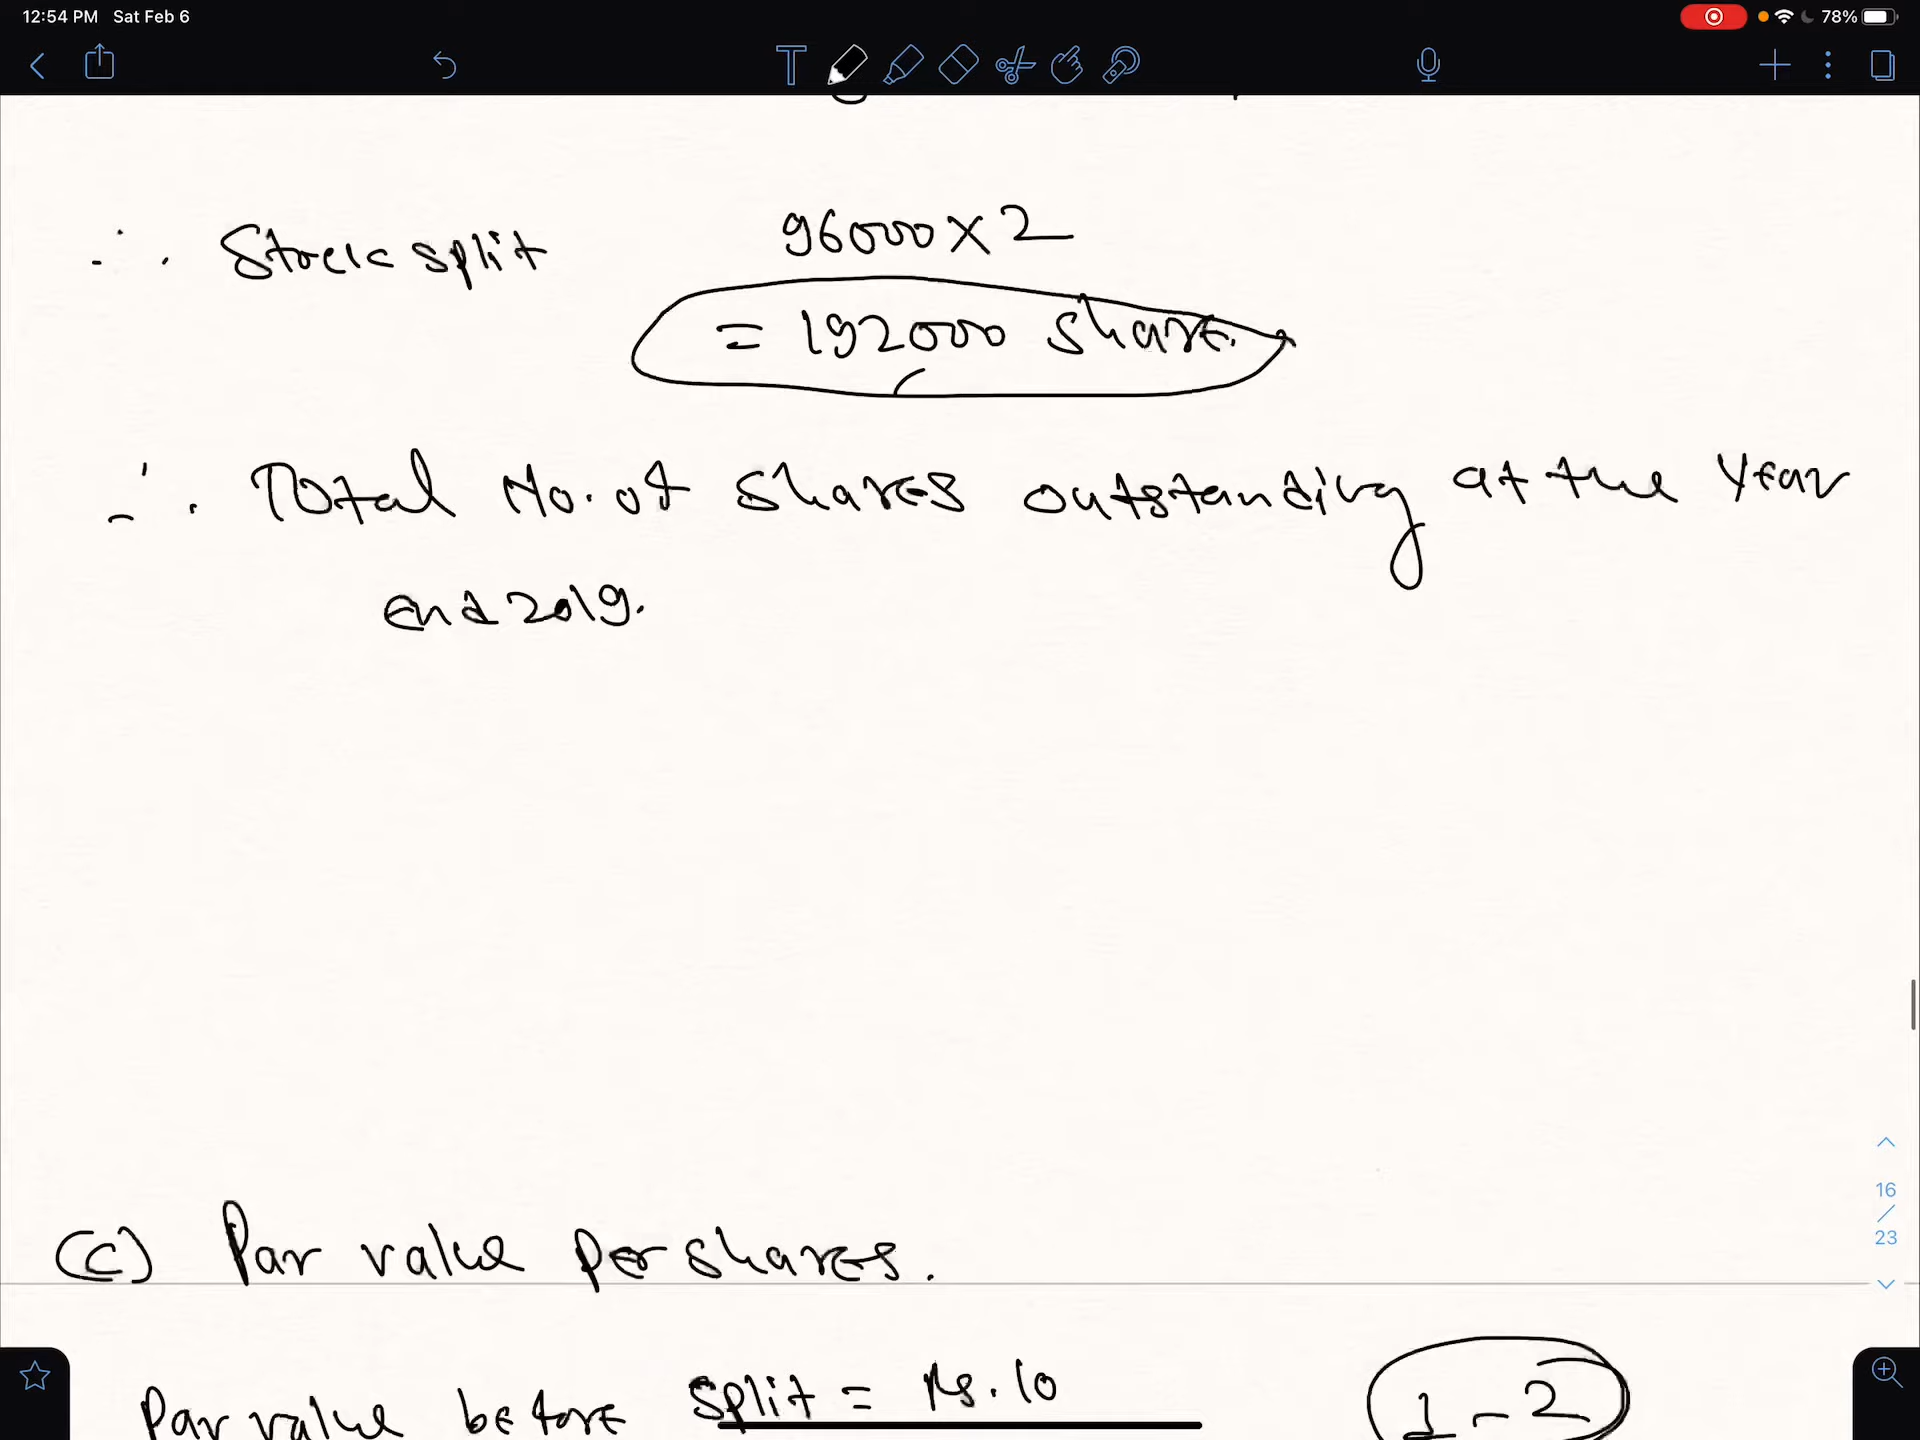 12:54 PM Sat Feb 6
78%
T
∴ Stock split 96000 × 2
= 192000 share.
∴ Total No. of shares outstanding at the year
end 2019.
16
/
23
(c) Par value per shares.
Par value before split = Rs. 10
1 - 2